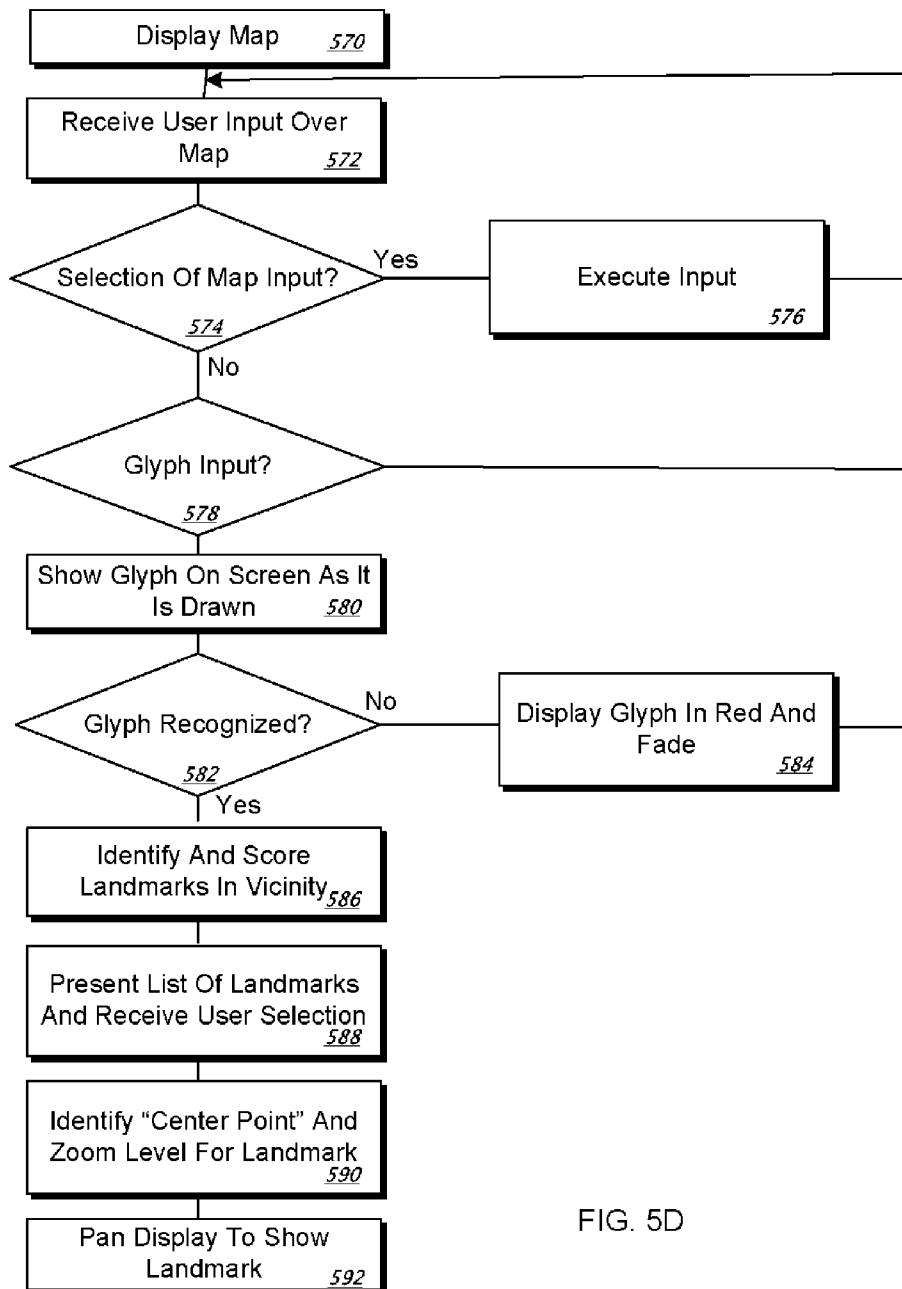 Display Map 570
Receive User Input Over
Map 572
Selection Of Map Input?
574
Yes
Execute Input
576
No
Glyph Input?
578
Show Glyph On Screen As It
Is Drawn 580
Glyph Recognized?
582
No
Display Glyph In Red And
Fade 584
Yes
Identify And Score
Landmarks In Vicinity 586
Present List Of Landmarks
And Receive User Selection
588
Identify “Center Point” And
Zoom Level For Landmark
590
Pan Display To Show
Landmark 592
FIG. 5D